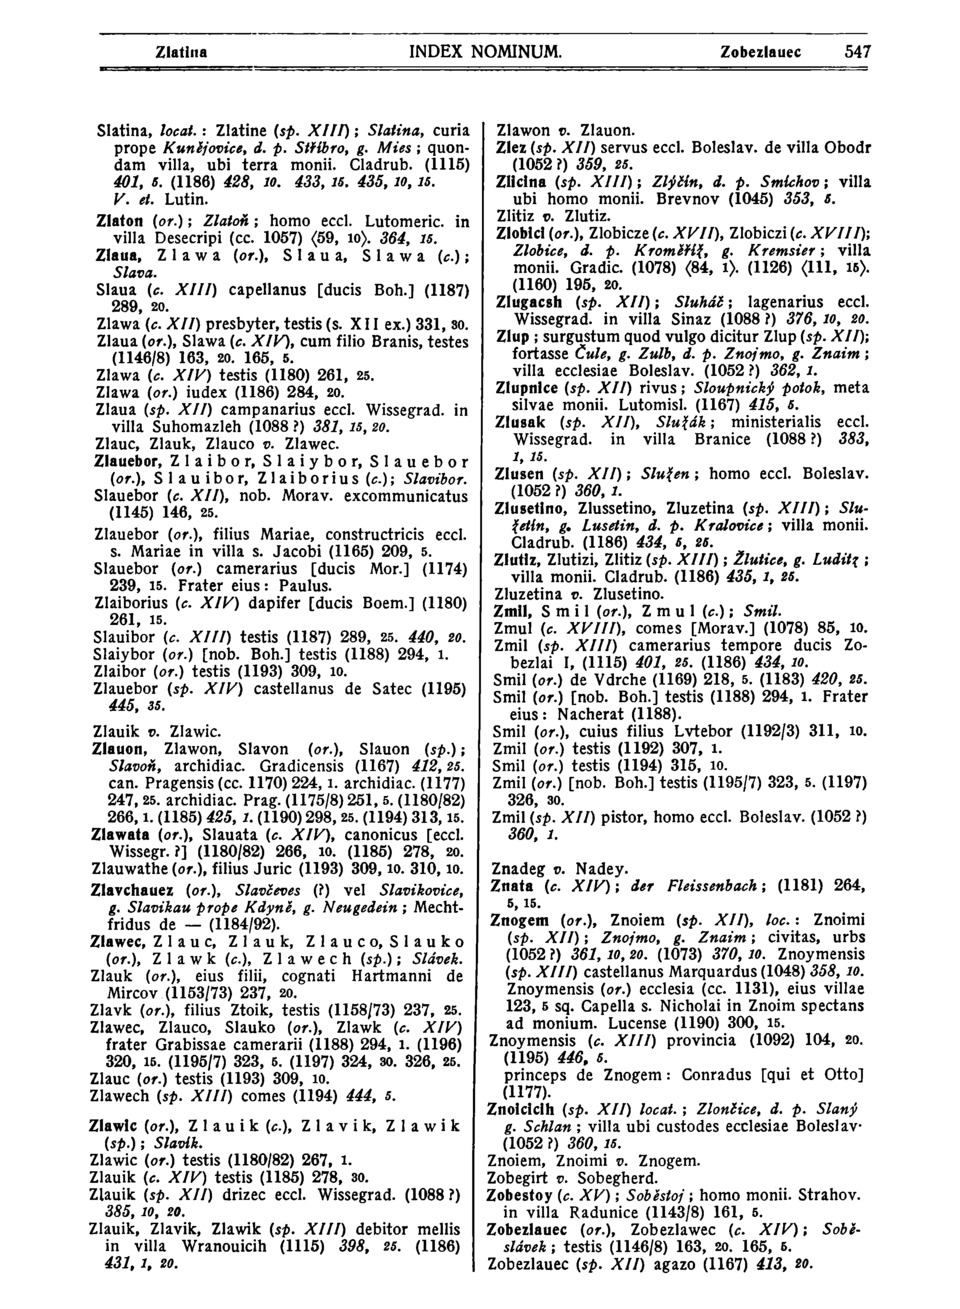 Zlatina INDEX NOMINUM. Zobezlauec 547
Slatina, locat. : Zlatine (sp. XIII) ; Slatina, curia
prope Kunějovice, d. p. Stříbro, g. Mies ; quon-
dam villa, ubi terra monii. Cladrub. (1115)
401, 5. (1186) 428, 10. 433, 15. 435, 10, 15.
V. et. Lutin.
Zlaton (or.) ; Zlatoň ; homo eccl. Lutomeric. in
villa Desecripi (cc. 1057) ⟨59, 10⟩. 364, 15.
Zlaua, Zlawa (or.), Slaua, Slawa (c.) ;
Slava.
Slaua (c. XIII) capellanus [ducis Boh.] (1187)
289, 20.
Zlawa (c. XII) presbyter, testis (s. XII ex.) 331, 30.
Zlaua (or.), Slawa (c. XIV), cum filio Branis, testes
(1146/8) 163, 20. 165, 5.
Zlawa (c. XIV) testis (1180) 261, 25.
Zlawa (or.) iudex (1186) 284, 20.
Zlaua (sp. XII) campanarius eccl. Wissegrad. in
villa Suhomazleh (1088 ?) 381, 15, 20.
Zlauc, Zlauk, Zlauco v. Zlawec.
Zlauebor, Zlaibor, Slaiybor, Slauebor
(or.), Slauibor, Zlaiborius (c.) ; Slavibor.
Slauebor (c. XII), nob. Morav. excommunicatus
(1145) 146, 25.
Zlauebor (or.), filius Mariae, constructricis eccl.
s. Mariae in villa s. Jacobi (1165) 209, 5.
Slauebor (or.) camerarius [ducis Mor.] (1174)
239, 15. Frater eius : Paulus.
Zlaiborius (c. XIV) dapifer [ducis Boem.] (1180)
261, 15.
Slauibor (c. XIII) testis (1187) 289, 25. 440, 20.
Slaiybor (or.) [nob. Boh.] testis (1188) 294, 1.
Zlaibor (or.) testis (1193) 309, 10.
Zlauebor (sp. XIV) castellanus de Satec (1195)
445, 35.
Zlauik v. Zlawic.
Zlauon, Zlawon, Slavon (or.), Slauon (sp.) ;
Slavoň, archidiac. Gradicensis (1167) 412, 25.
can. Pragensis (cc. 1170) 224, 1. archidiac. (1177)
247, 25. archidiac. Prag. (1175/8) 251, 5. (1180/82)
266, 1. (1185) 425, 1. (1190) 298, 25. (1194) 313, 15.
Zlawata (or.), Slauata (c. XIV), canonicus [eccl.
Wissegr. ?] (1180/82) 266, 10. (1185) 278, 20.
Zlauwathe (or.), filius Juric (1193) 309, 10. 310, 10.
Zlavchauez (or.), Slavčeves (?) vel Slavikovice,
g. Slavikau prope Kdyně, g. Neugedein ; Mecht-
fridus de — (1184/92).
Zlawec, Zlauc, Zlauk, Zlauco, Slauko
(or.), Zlawk (c.), Zlawech (sp.) ; Slávek.
Zlauk (or.), eius filii, cognati Hartmanni de
Mircov (1153/73) 237, 20.
Zlavk (or.), filius Ztoik, testis (1158/73) 237, 25.
Zlawec, Zlauco, Slauko (or.), Zlawk (c. XIV)
frater Grabissae camerarii (1188) 294, 1. (1196)
320, 15. (1195/7) 323, 5. (1197) 324, 30. 326, 25.
Zlauc (or.) testis (1193) 309, 10.
Zlawech (sp. XIII) comes (1194) 444, 5.
Zlawic (or.), Zlauik (c.), Zlavik, Zlawik
(sp.) ; Slavík.
Zlawic (or.) testis (1180/82) 267, 1.
Zlauik (c. XIV) testis (1185) 278, 30.
Zlauik (sp. XII) drizec eccl. Wissegrad. (1088 ?)
385, 10, 20.
Zlauik, Zlavik, Zlawik (sp. XIII) debitor mellis
in villa Wranouicih (1115) 398, 25. (1186)
431, 1, 20.
Zlawon v. Zlauon.
Zlez (sp. XII) servus eccl. Boleslav. de villa Obodr
(1052 ?) 359, 25.
Zlicina (sp. XIII) ; Zlýčín, d. p. Smíchov ; villa
ubi homo monii. Brevnov (1045) 353, 5.
Zlitiz v. Zlutiz.
Zlobici (or.), Zlobicze (c. XVII), Zlobiczi (c. XVIII);
Zlobice, d. p. Kroměříž, g. Kremsier ; villa
monii. Gradic. (1078) ⟨84, 1⟩. (1126) ⟨111, 15⟩.
(1160) 195, 20.
Zlugacsh (sp. XII) ; Sluháč ; lagenarius eccl.
Wissegrad. in villa Sinaz (1088 ?) 376, 10, 20.
Zlup ; surgustum quod vulgo dicitur Zlup (sp. XII);
fortasse Čule, g. Zulb, d. p. Znojmo, g. Znaim ;
villa ecclesiae Boleslav. (1052 ?) 362, 1.
Zlupnice (sp. XII) rivus ; Sloupnický potok, meta
silvae monii. Lutomisl. (1167) 415, 5.
Zlusak (sp. XII), Služák ; ministerialis eccl.
Wissegrad. in villa Branice (1088 ?) 383,
1, 15.
Zlusen (sp. XII) ; Služen ; homo eccl. Boleslav.
(1052 ?) 360, 1.
Zlusetino, Zlussetino, Zluzetina (sp. XIII) ; Slu-
žetín, g. Lusetin, d. p. Kralovice ; villa monii.
Cladrub. (1186) 434, 5, 25.
Zlutiz, Zlutizi, Zlitiz (sp. XIII) ; Žlutice, g. Luditz ;
villa monii. Cladrub. (1186) 435, 1, 25.
Zluzetina v. Zlusetino.
Zmil, Smil (or.), Zmul (c.) ; Smil.
Zmul (c. XVIII), comes [Morav.] (1078) 85, 10.
Zmil (sp. XIII) camerarius tempore ducis Zo-
bezlai I, (1115) 401, 25. (1186) 434, 10.
Smil (or.) de Vdrche (1169) 218, 5. (1183) 420, 25.
Smil (or.) [nob. Boh.] testis (1188) 294, 1. Frater
eius : Nacherat (1188).
Smil (or.), cuius filius Lvtebor (1192/3) 311, 10.
Zmil (or.) testis (1192) 307, 1.
Smil (or.) testis (1194) 315, 10.
Zmil (or.) [nob. Boh.] testis (1195/7) 323, 5. (1197)
326, 30.
Zmil (sp. XII) pistor, homo eccl. Boleslav. (1052 ?)
360, 1.
Znadeg v. Nadey.
Znata (c. XIV) ; der Fleissenbach ; (1181) 264,
5, 15.
Znogem (or.), Znoiem (sp. XII), loc. : Znoimi
(sp. XII) ; Znojmo, g. Znaim ; civitas, urbs
(1052 ?) 361, 10, 20. (1073) 370, 10. Znoymensis
(sp. XIII) castellanus Marquardus (1048) 358, 10.
Znoymensis (or.) ecclesia (cc. 1131), eius villae
123, 5 sq. Capella s. Nicholai in Znoim spectans
ad monium. Lucense (1190) 300, 15.
Znoymensis (c. XIII) provincia (1092) 104, 20.
(1195) 446, 5.
princeps de Znogem : Conradus [qui et Otto]
(1177).
Znoicicih (sp. XII) locat. ; Zlončice, d. p. Slaný
g. Schlan ; villa ubi custodes ecclesiae Boleslav·
(1052 ?) 360, 15.
Znoiem, Znoimi v. Znogem.
Zobegirt v. Sobegherd.
Zobestoy (c. XV) ; Soběstoj ; homo monii. Strahov.
in villa Radunice (1143/8) 161, 5.
Zobezlauec (or.), Zobezlawec (c. XIV) ; Sobě-
slávek ; testis (1146/8) 163, 20. 165, 5.
Zobezlauec (sp. XII) agazo (1167) 413, 20.